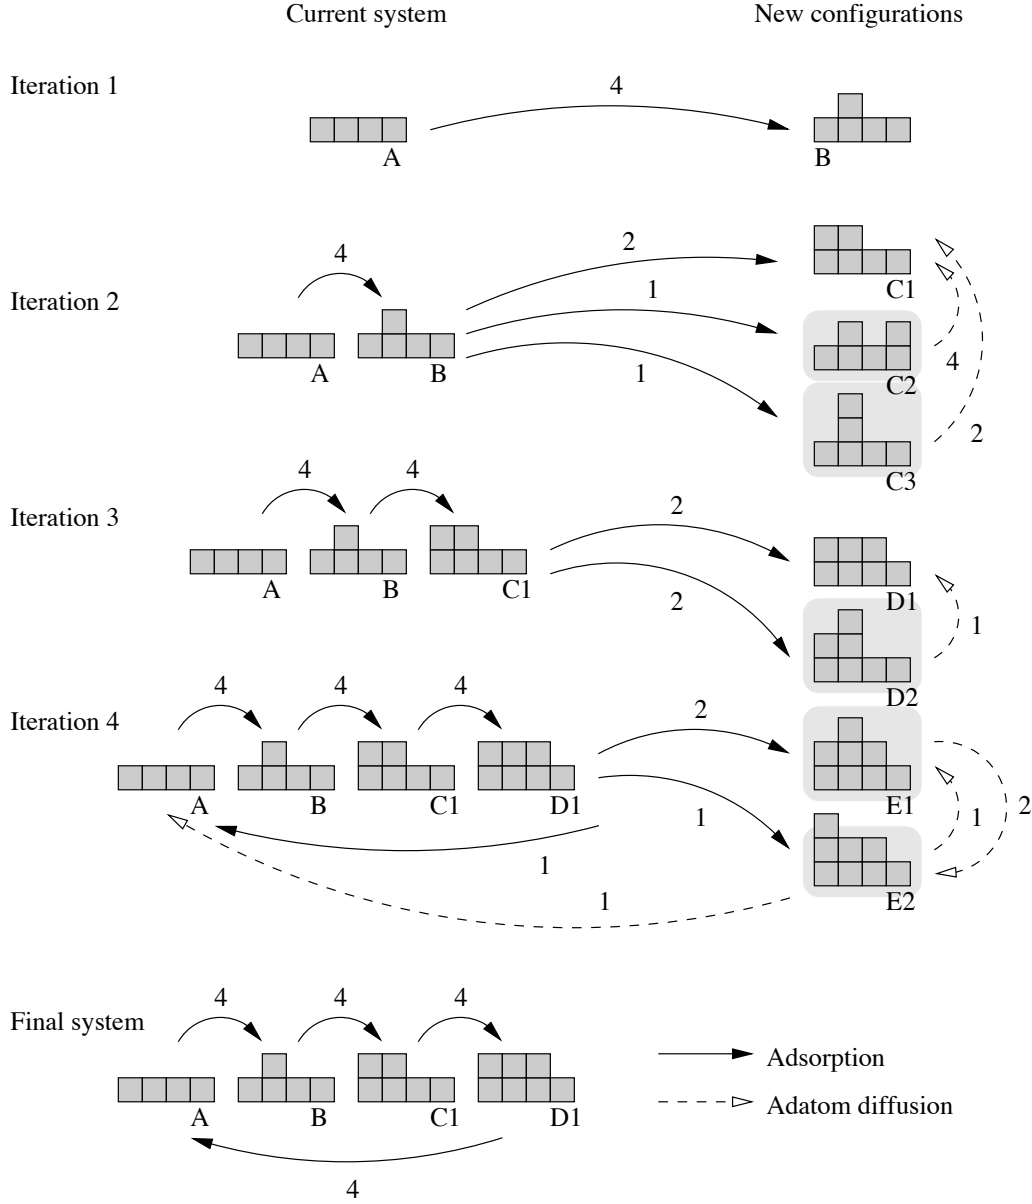 Current system New configurations
Iteration 1
4
A B
Iteration 2
4 2
1
1
A B
C1
C2
4
C3
2
Iteration 3
4 4 2
2
A B C1
D1
1
D2
Iteration 4
4 4 4 2
1
A B C1 D1
1
1
E1
1 2
E2
Final system
4 4 4
A B C1 D1
4
Adsorption
Adatom diffusion